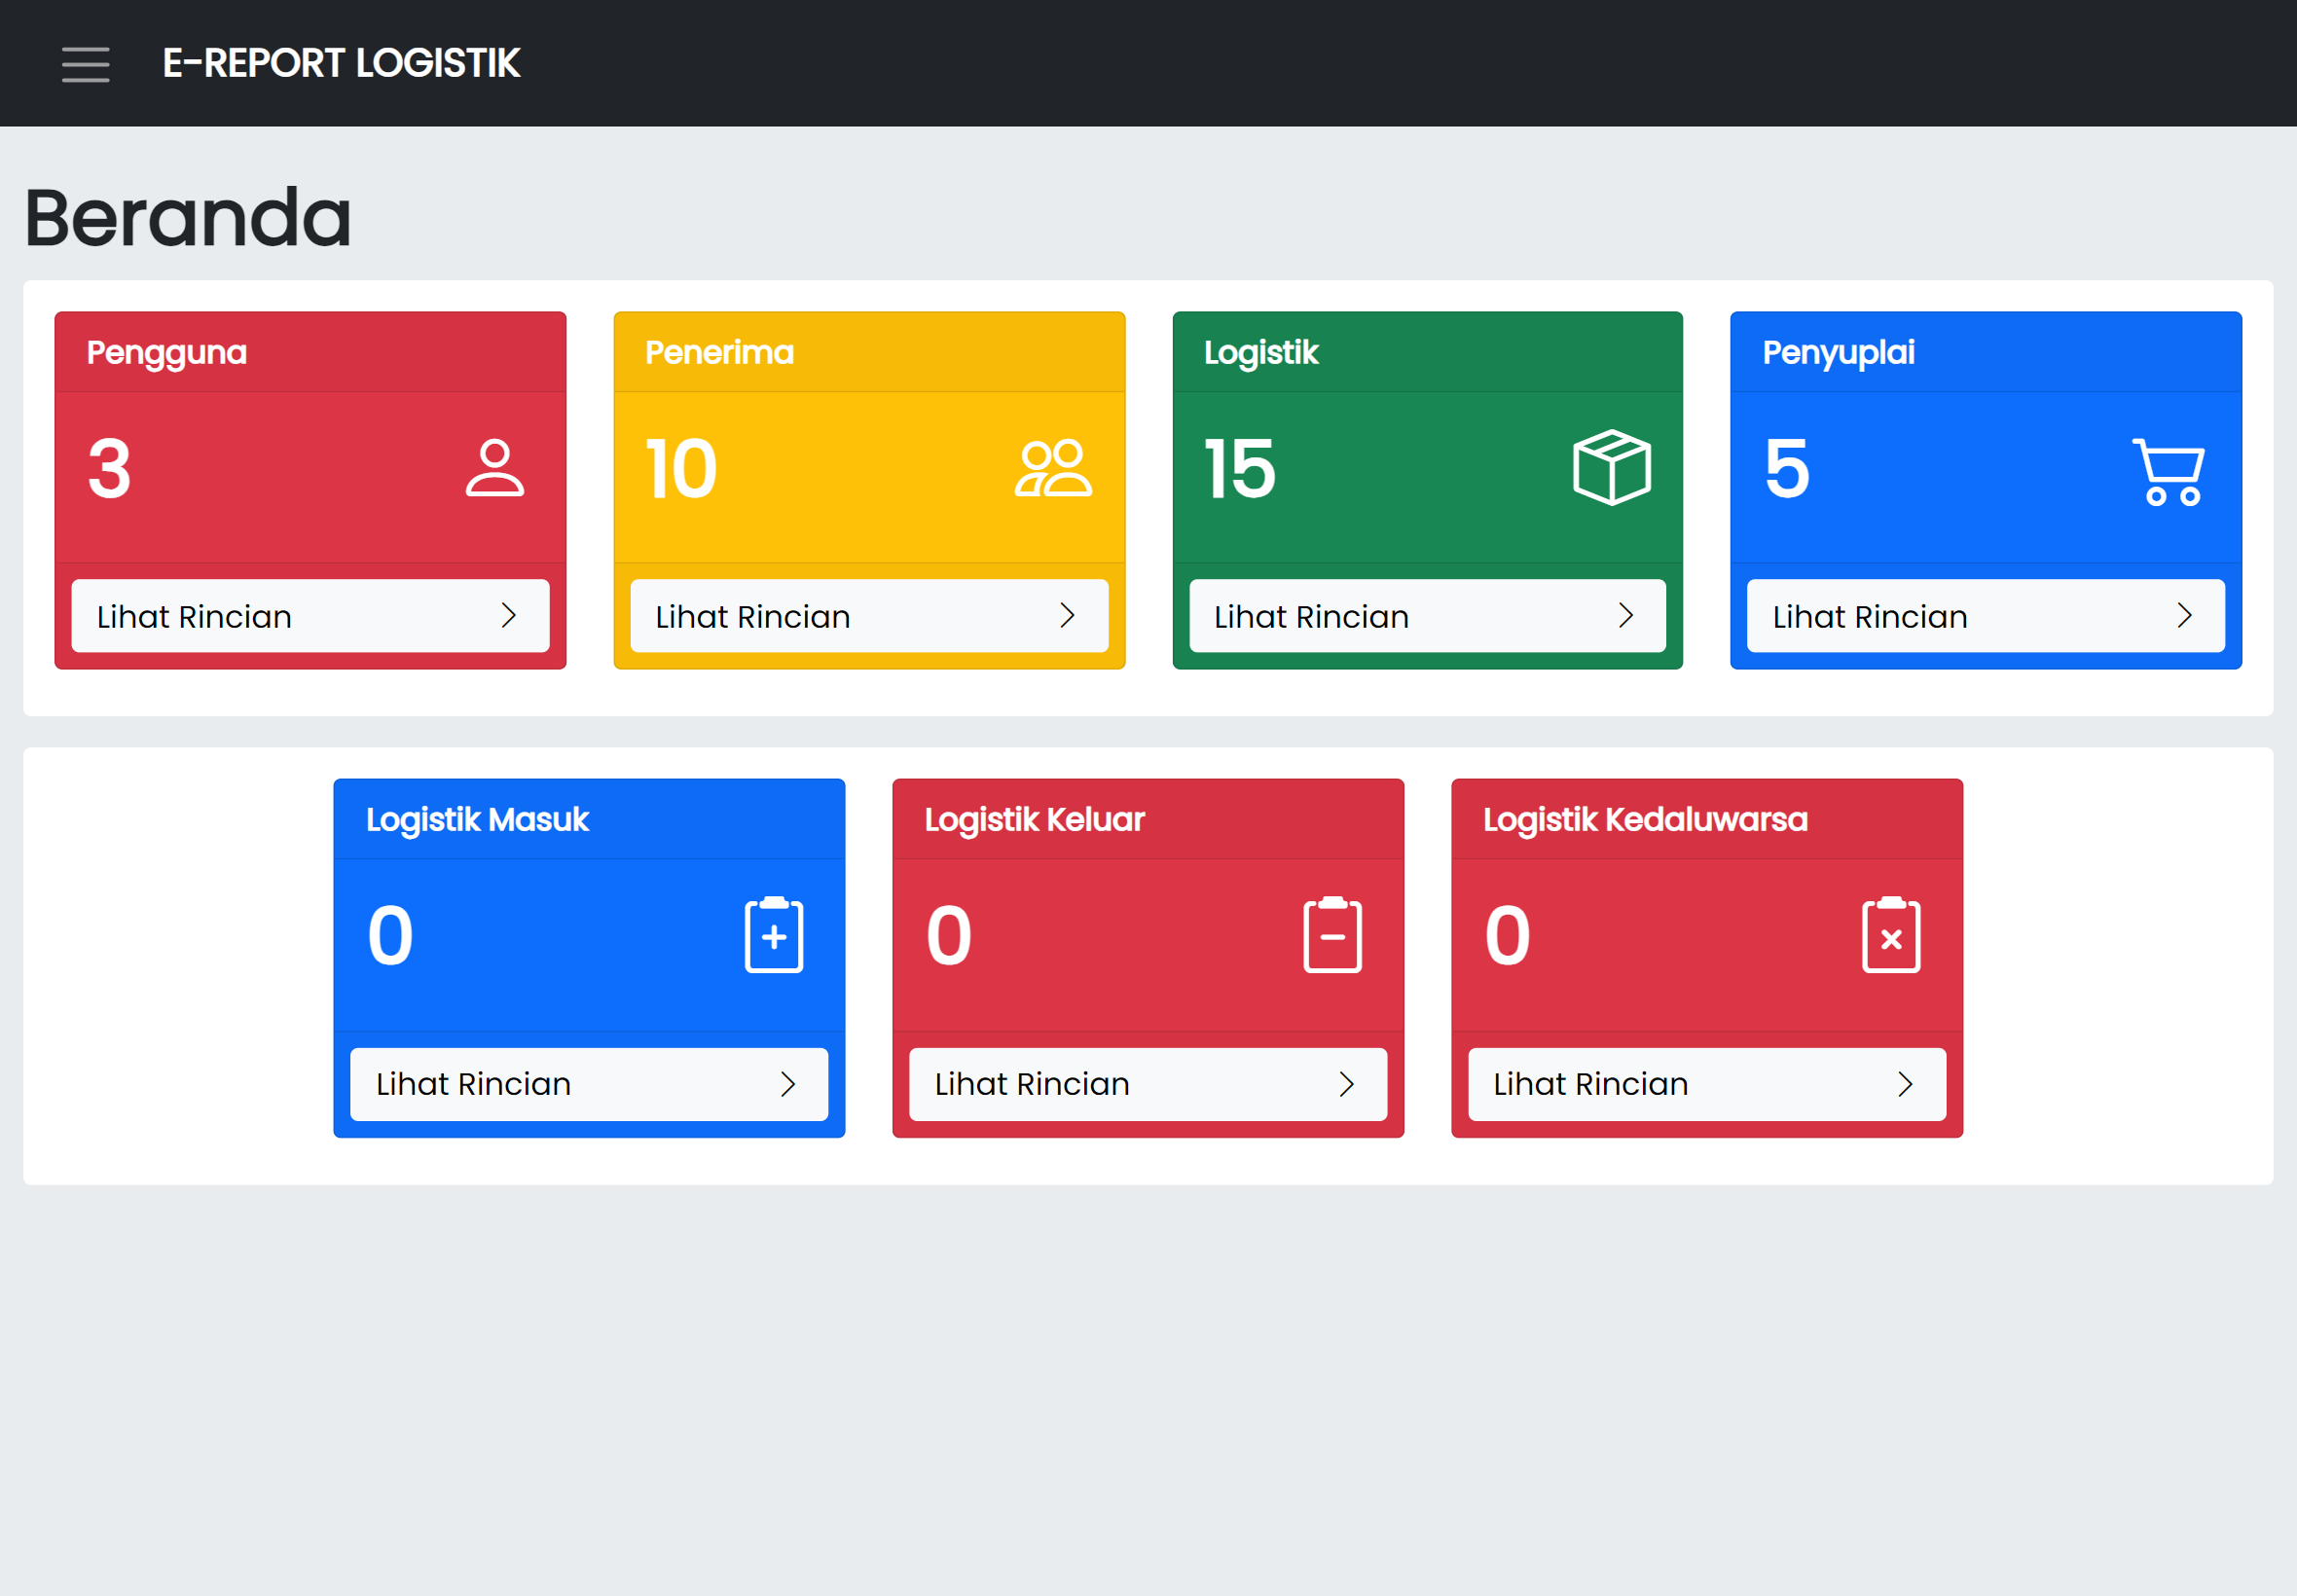 E-REPORT LOGISTIK
Beranda
Pengguna
3
Lihat Rincian
Penerima
10
Lihat Rincian
Logistik
15
Lihat Rincian
Penyuplai
5
Lihat Rincian
Logistik Masuk
0
Lihat Rincian
Logistik Keluar
0
Lihat Rincian
Logistik Kedaluwarsa
0
Lihat Rincian